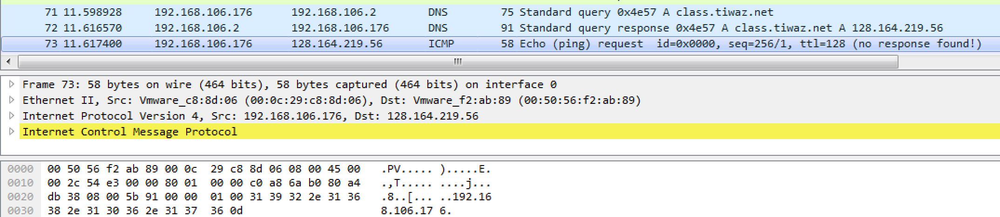 71 11.598928 192.168.106.176 192.168.106.2 DNS 75 Standard query 0x4e57 A class.tiwaz.net
72 11.616570 192.168.106.2 192.168.106.176 DNS 91 Standard query response 0x4e57 A class.tiwaz.net A 128.164.219.56
73 11.617400 192.168.106.176 128.164.219.56 ICMP 58 Echo (ping) request id=0x0000, seq=256/1, ttl=128 (no response found!)
Frame 73: 58 bytes on wire (464 bits), 58 bytes captured (464 bits) on interface 0
Ethernet II, Src: Vmware_c8:8d:06 (00:0c:29:c8:8d:06), Dst: Vmware_f2:ab:89 (00:50:56:f2:ab:89)
Internet Protocol Version 4, Src: 192.168.106.176, Dst: 128.164.219.56
Internet Control Message Protocol
0000 00 50 56 f2 ab 89 00 0c 29 c8 8d 06 08 00 45 00 .PV..... ).....E.
0010 00 2c 54 e3 00 00 80 01 00 00 c0 a8 6a b0 80 a4 .,T..... ....j...
0020 db 38 08 00 5b 91 00 00 01 00 31 39 32 2e 31 36 .8..[... ..192.16
0030 38 2e 31 30 36 2e 31 37 36 0d 8.106.17 6.